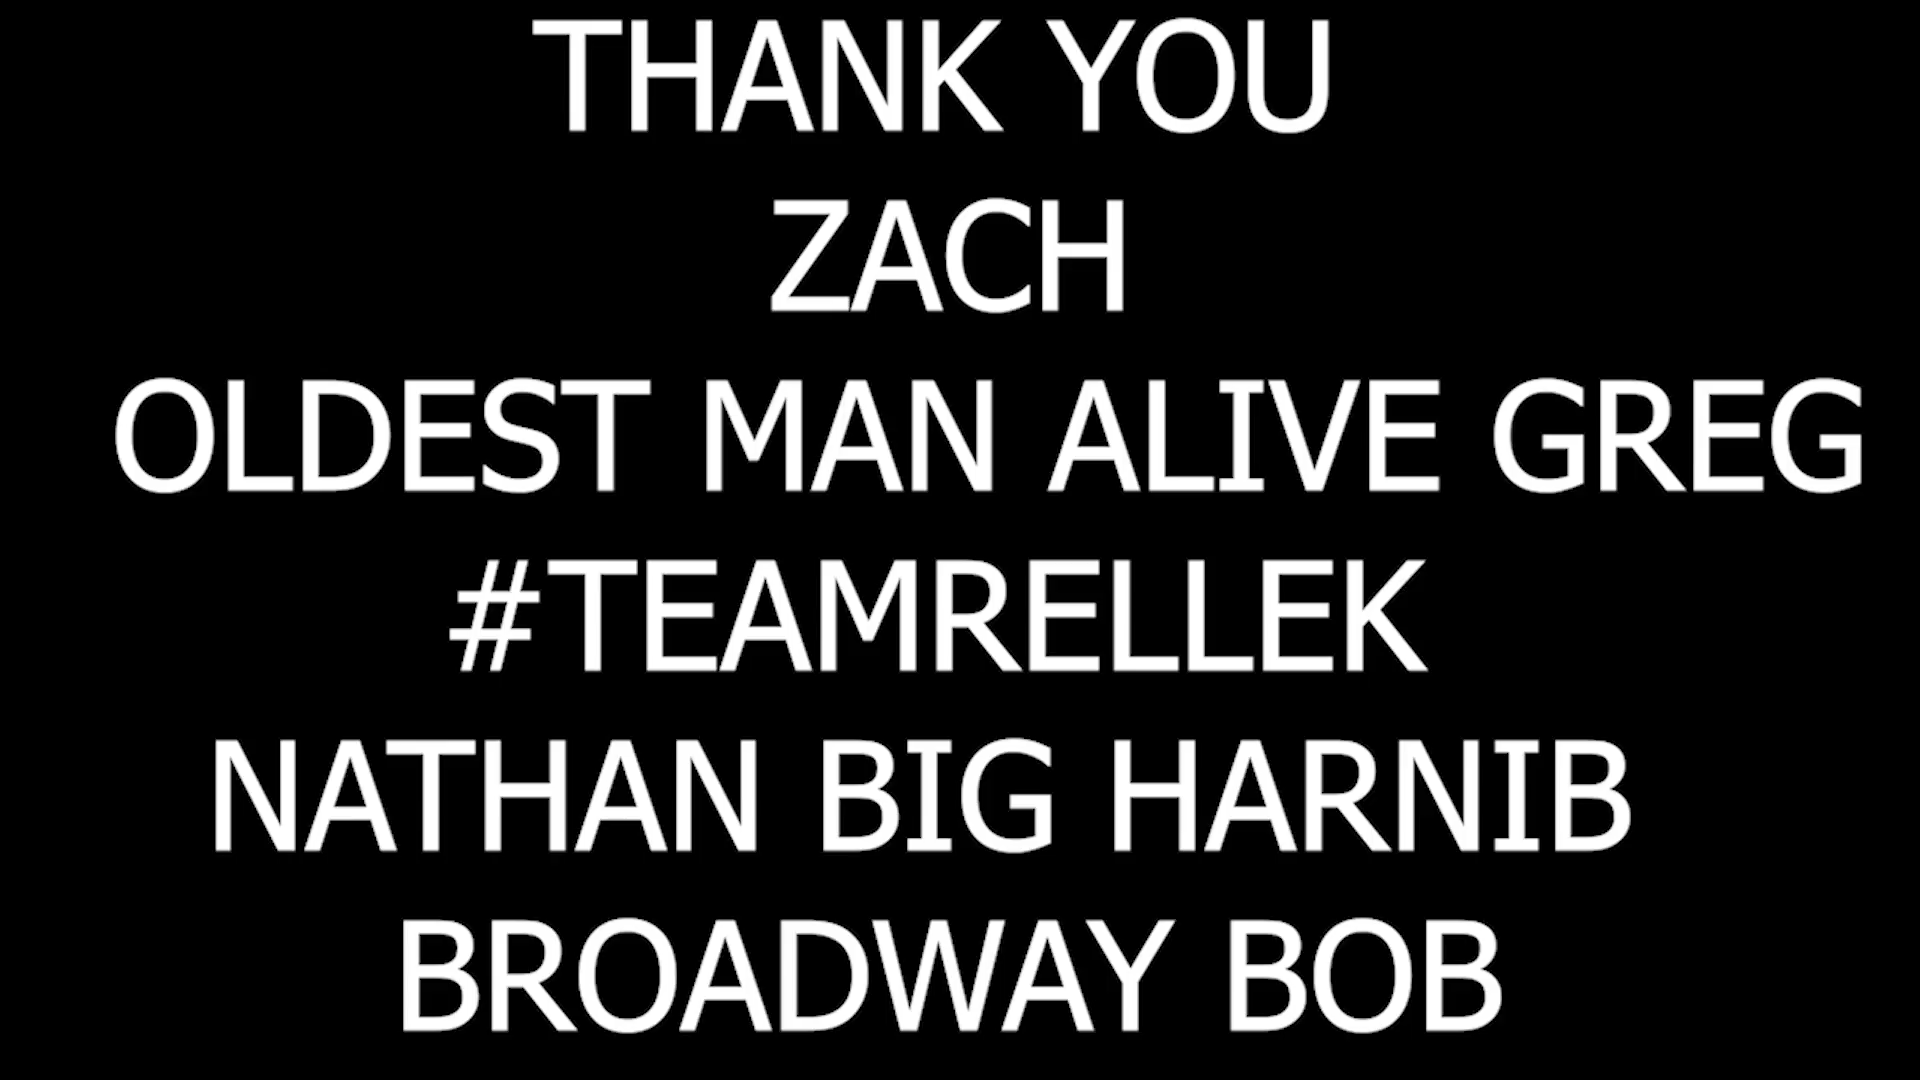 THANK YOU
ZACH
OLDEST MAN ALIVE GREG
#TEAMRELLEK
NATHAN BIG HARNIB
BROADWAY BOB